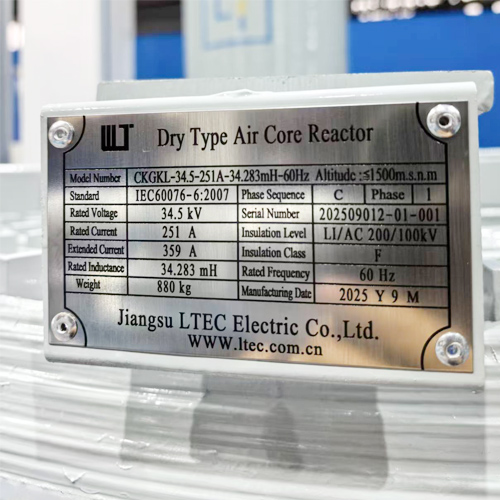 WLT Dry Type Air Core Reactor
Model Number CKGKL-34.5-251A-34.283mH-60Hz Altitude:≤1500m.s.n.m
Standard IEC60076-6:2007 Phase Sequence C Phase 1
Rated Voltage 34.5 kV Serial Number 202509012-01-001
Rated Current 251 A Insulation Level LI/AC 200/100kV
Extended Current 359 A Insulation Class F
Rated Inductance 34.283 mH Rated Frequency 60 Hz
Weight 880 kg Manufacturing Date 2025 Y 9 M
Jiangsu LTEC Electric Co.,Ltd.
WWW.ltec.com.cn